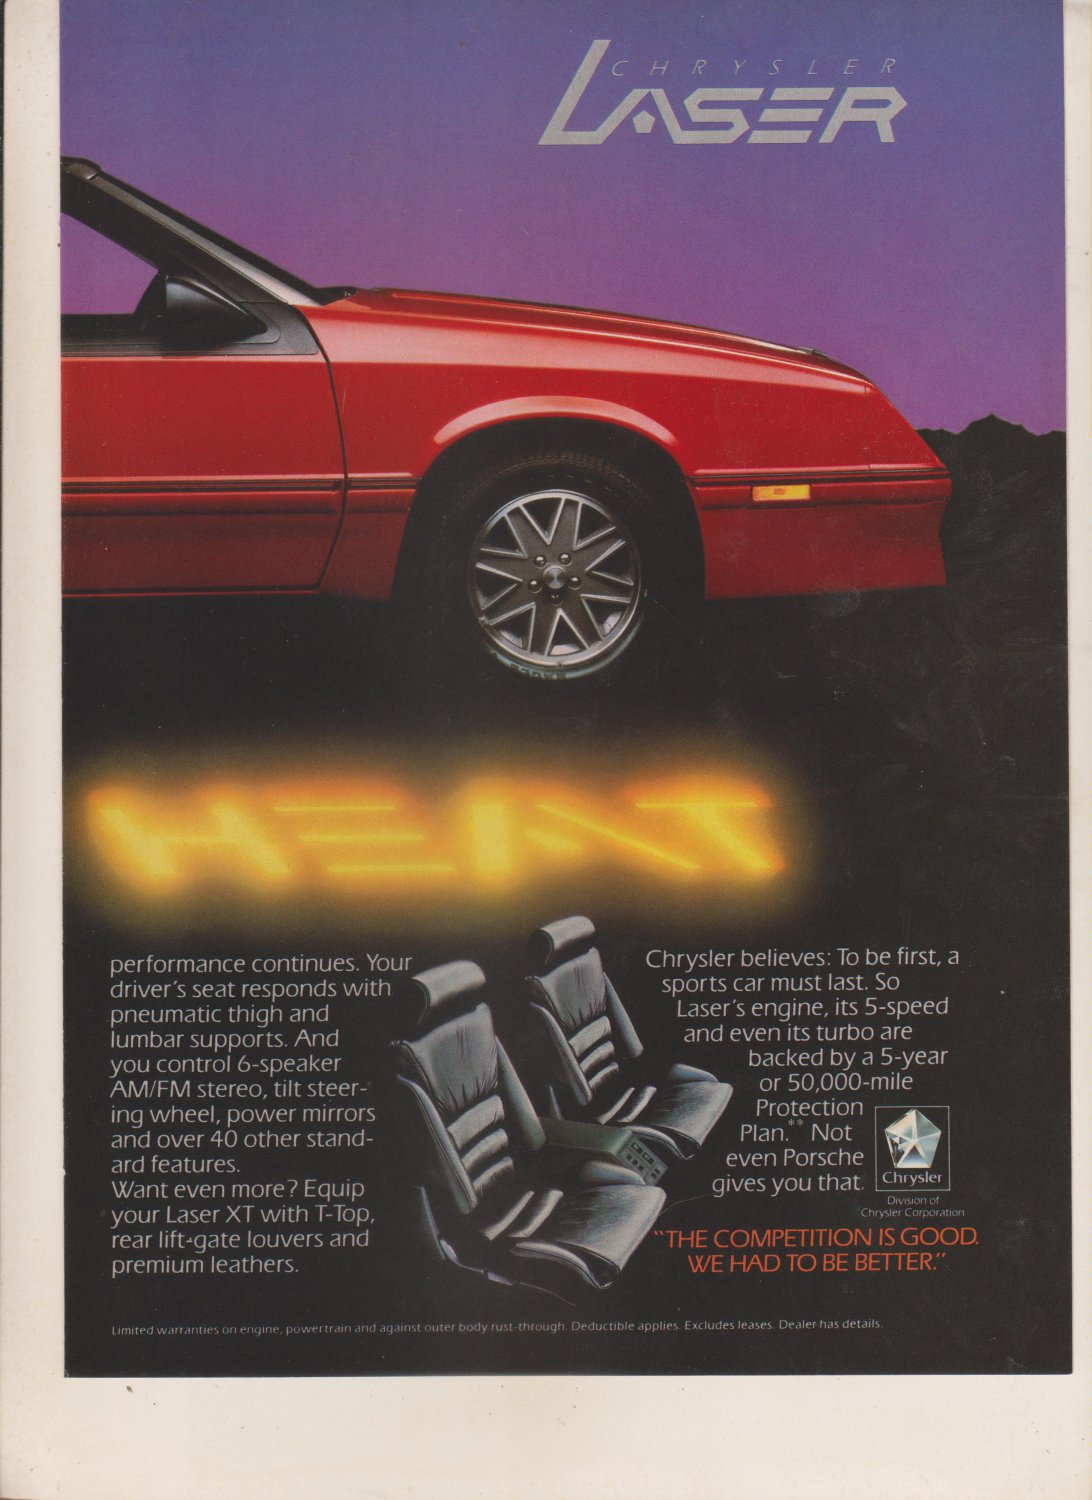 CHRYSLER
LASER
HEAT
performance continues. Your
driver's seat responds with
pneumatic thigh and
lumbar supports. And
you control 6-speaker
AM/FM stereo, tilt steer-
ing wheel, power mirrors
and over 40 other stand-
ard features.
Want even more? Equip
your Laser XT with T-Top,
rear lift-gate louvers and
premium leathers.
Chrysler believes: To be first, a
sports car must last. So
Laser's engine, its 5-speed
and even its turbo are
backed by a 5-year
or 50,000-mile
Protection
Plan.** Not
even Porsche
gives you that.
Chrysler
Division of
Chrysler Corporation
"THE COMPETITION IS GOOD.
WE HAD TO BE BETTER."
Limited warranties on engine, powertrain and against outer body rust-through. Deductible applies. Excludes leases. Dealer has details.